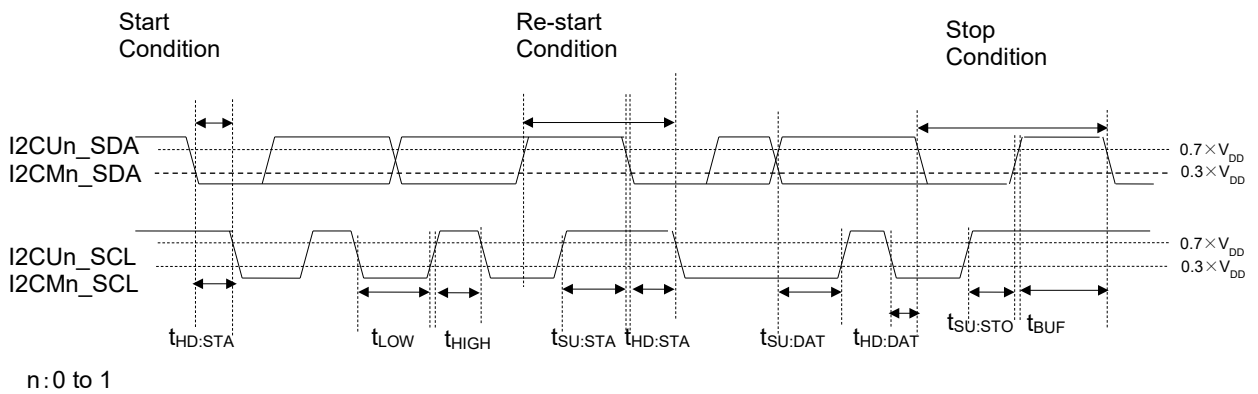 Start
Condition
Re-start
Condition
Stop
Condition
I2CUn_SDA
I2CMn_SDA
0.7×VDD
0.3×VDD
I2CUn_SCL
I2CMn_SCL
0.7×VDD
0.3×VDD
tHD:STA
tLOW
tHIGH
tSU:STA
tHD:STA
tSU:DAT
tHD:DAT
tSU:STO
tBUF
n:0 to 1